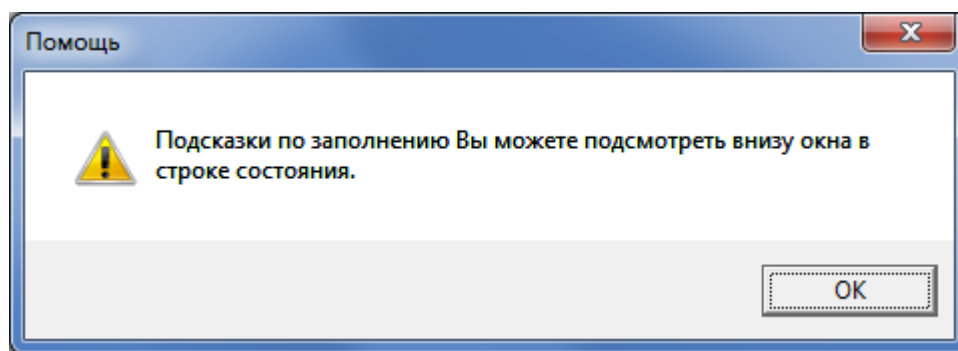 Помощь
Подсказки по заполнению Вы можете подсмотреть внизу окна в
строке состояния.
OK